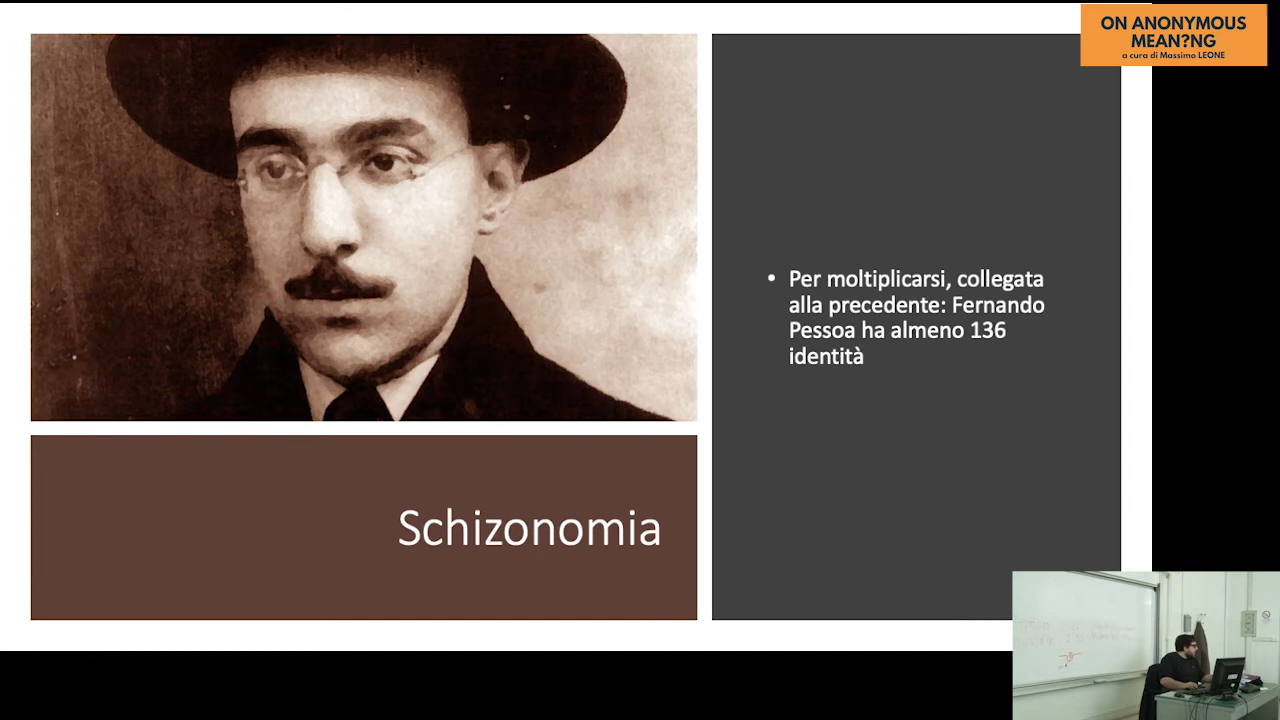 ON ANONYMOUS
MEAN?NG
a cura di Massimo LEONE
• Per moltiplicarsi, collegata
alla precedente: Fernando
Pessoa ha almeno 136
identità
Schizonomia